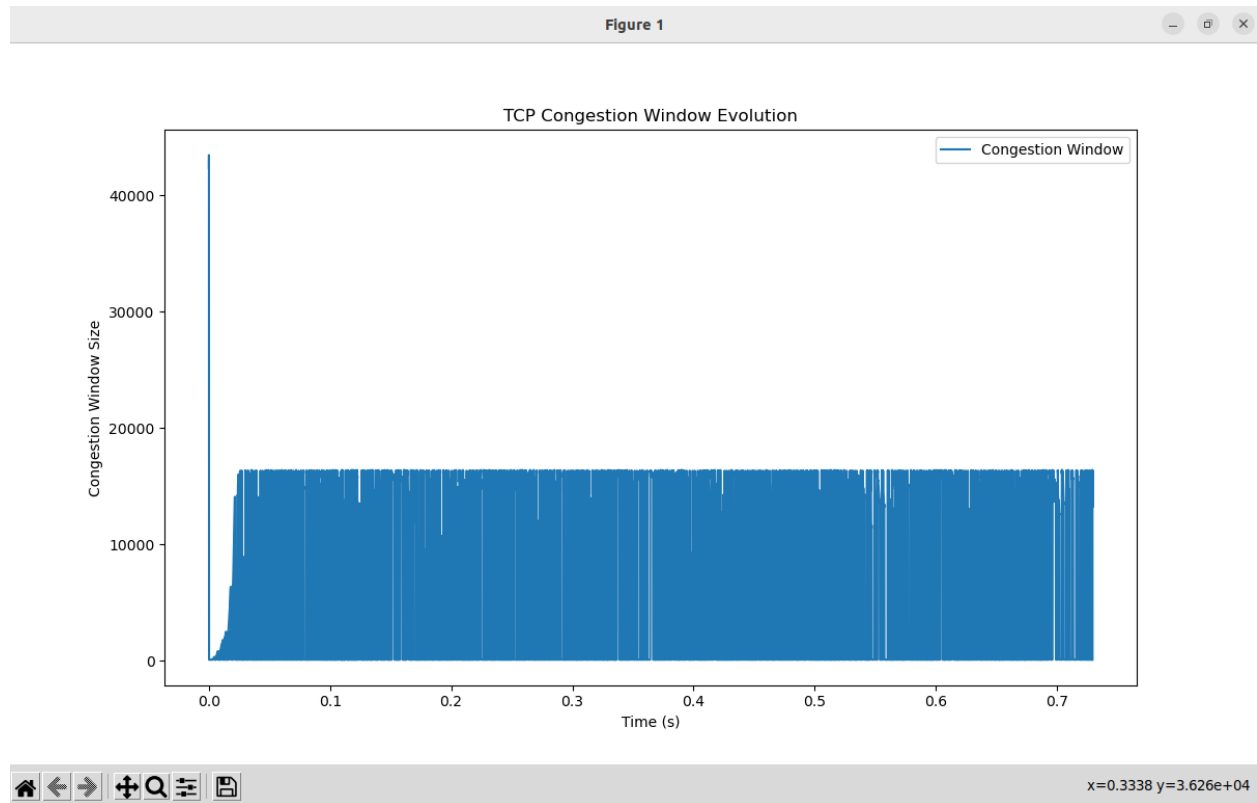 Figure 1
TCP Congestion Window Evolution
Congestion Window
Congestion Window Size
40000
30000
20000
10000
0
0.0 0.1 0.2 0.3 0.4 0.5 0.6 0.7
Time (s)
x=0.3338 y=3.626e+04